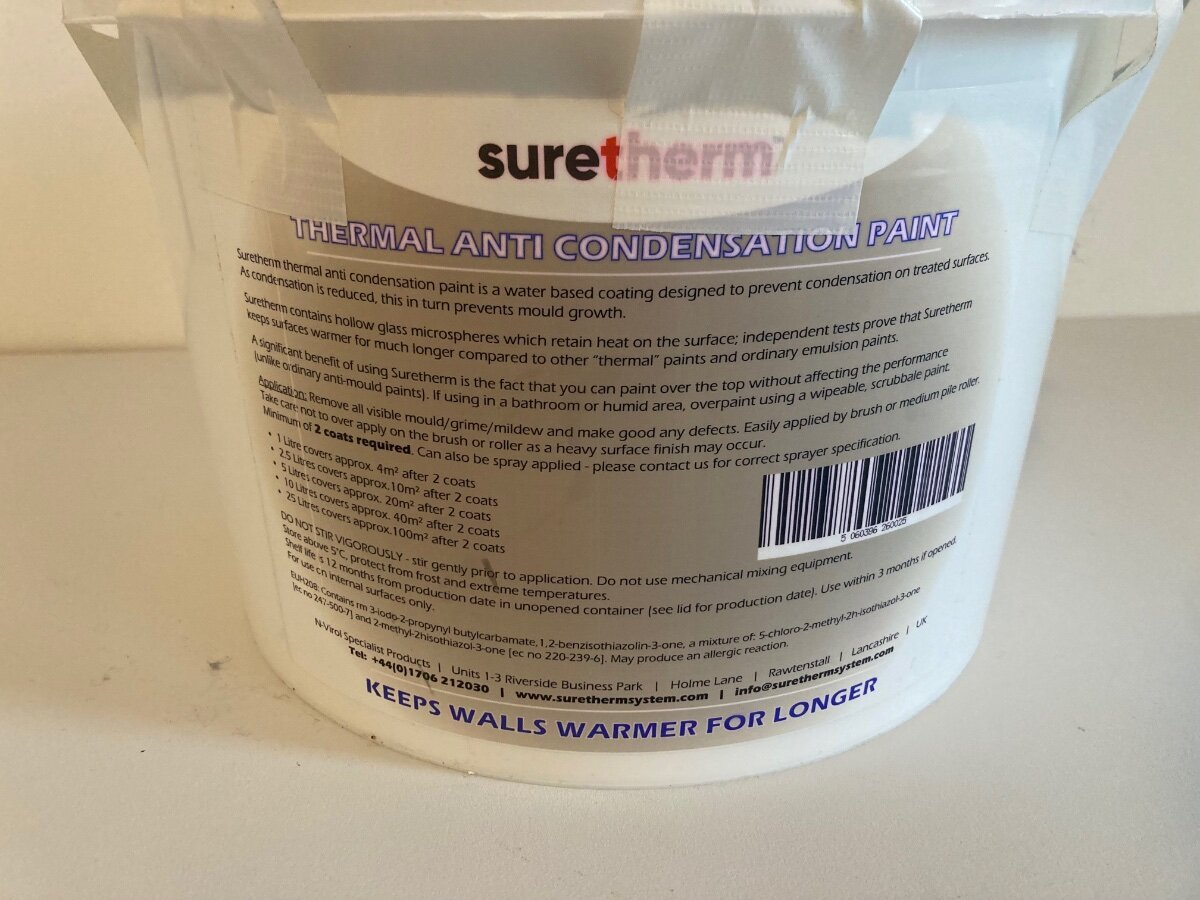 suretherm™
THERMAL ANTI CONDENSATION PAINT
Suretherm thermal anti condensation paint is a water based coating designed to prevent condensation on treated surfaces.
As condensation is reduced, this in turn prevents mould growth.
Suretherm contains hollow glass microspheres which retain heat on the surface; independent tests prove that Suretherm
keeps surfaces warmer for much longer compared to other “thermal” paints and ordinary emulsion paints.
A significant benefit of using Suretherm is the fact that you can paint over the top without affecting the performance
(unlike ordinary anti-mould paints). If using in a bathroom or humid area, overpaint using a wipeable, scrubbale paint.
Application: Remove all visible mould/grime/mildew and make good any defects. Easily applied by brush or medium pile roller.
Take care not to over apply on the brush or roller as a heavy surface finish may occur.
Minimum of 2 coats required. Can also be spray applied - please contact us for correct sprayer specification.
• 1 Litre covers approx. 4m² after 2 coats
• 2.5 Litres covers approx.10m² after 2 coats
• 5 Litres covers approx. 20m² after 2 coats
• 10 Litres covers approx. 40m² after 2 coats
• 25 Litres covers approx.100m² after 2 coats
5 060396 260025
DO NOT STIR VIGOROUSLY - stir gently prior to application. Do not use mechanical mixing equipment.
Store above 5°C, protect from frost and extreme temperatures.
Shelf life is 12 months from production date in unopened container (see lid for production date). Use within 3 months if opened.
For use on internal surfaces only.
EUH208: Contains rm 3-iodo-2-propynyl butylcarbamate,1,2-benzisothiazolin-3-one, a mixture of: 5-chloro-2-methyl-2h-isothiazol-3-one
[ec no 247-500-7] and 2-methyl-2hisothiazol-3-one [ec no 220-239-6]. May produce an allergic reaction.
N-Virol Specialist Products | Units 1-3 Riverside Business Park | Holme Lane | Rawtenstall | Lancashire | UK
Tel: +44(0)1706 212030 | www.surethermsystem.com | info@surethermsystem.com
KEEPS WALLS WARMER FOR LONGER